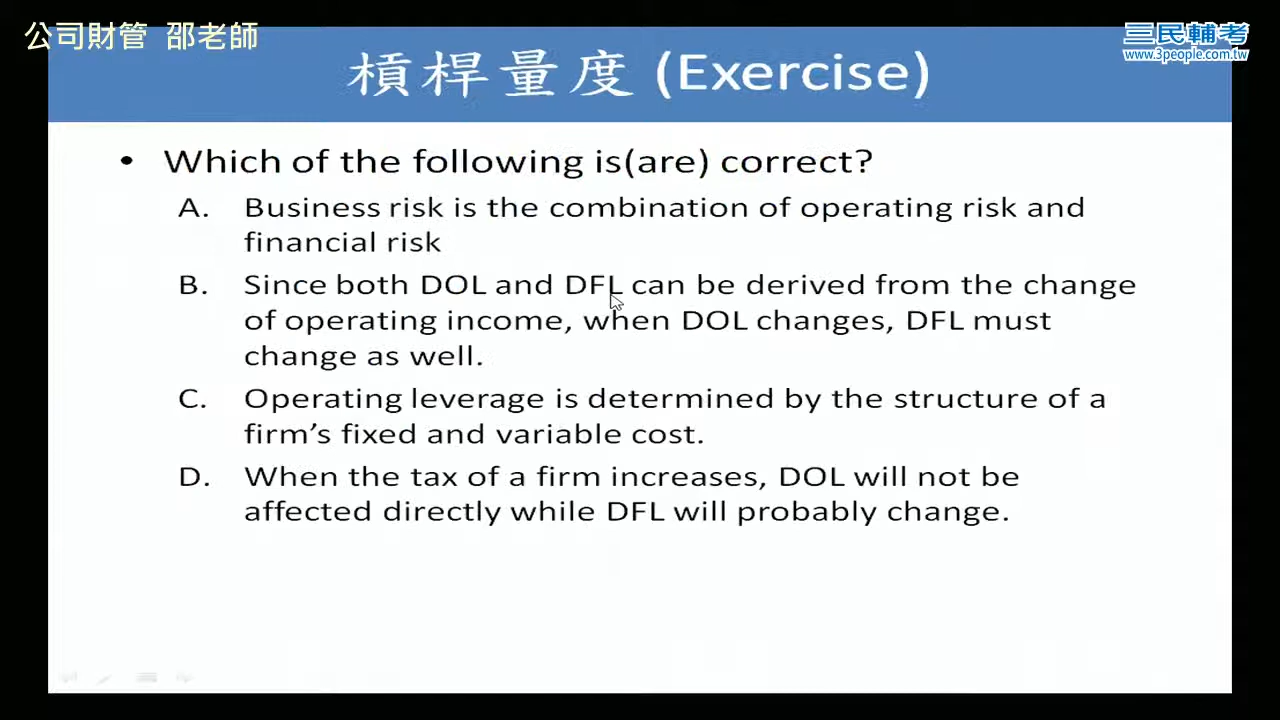 公司財管 邵老師
三民輔考
www.3people.com.tw
槓桿量度 (Exercise)
• Which of the following is(are) correct?
A. Business risk is the combination of operating risk and
financial risk
B. Since both DOL and DFL can be derived from the change
of operating income, when DOL changes, DFL must
change as well.
C. Operating leverage is determined by the structure of a
firm’s fixed and variable cost.
D. When the tax of a firm increases, DOL will not be
affected directly while DFL will probably change.